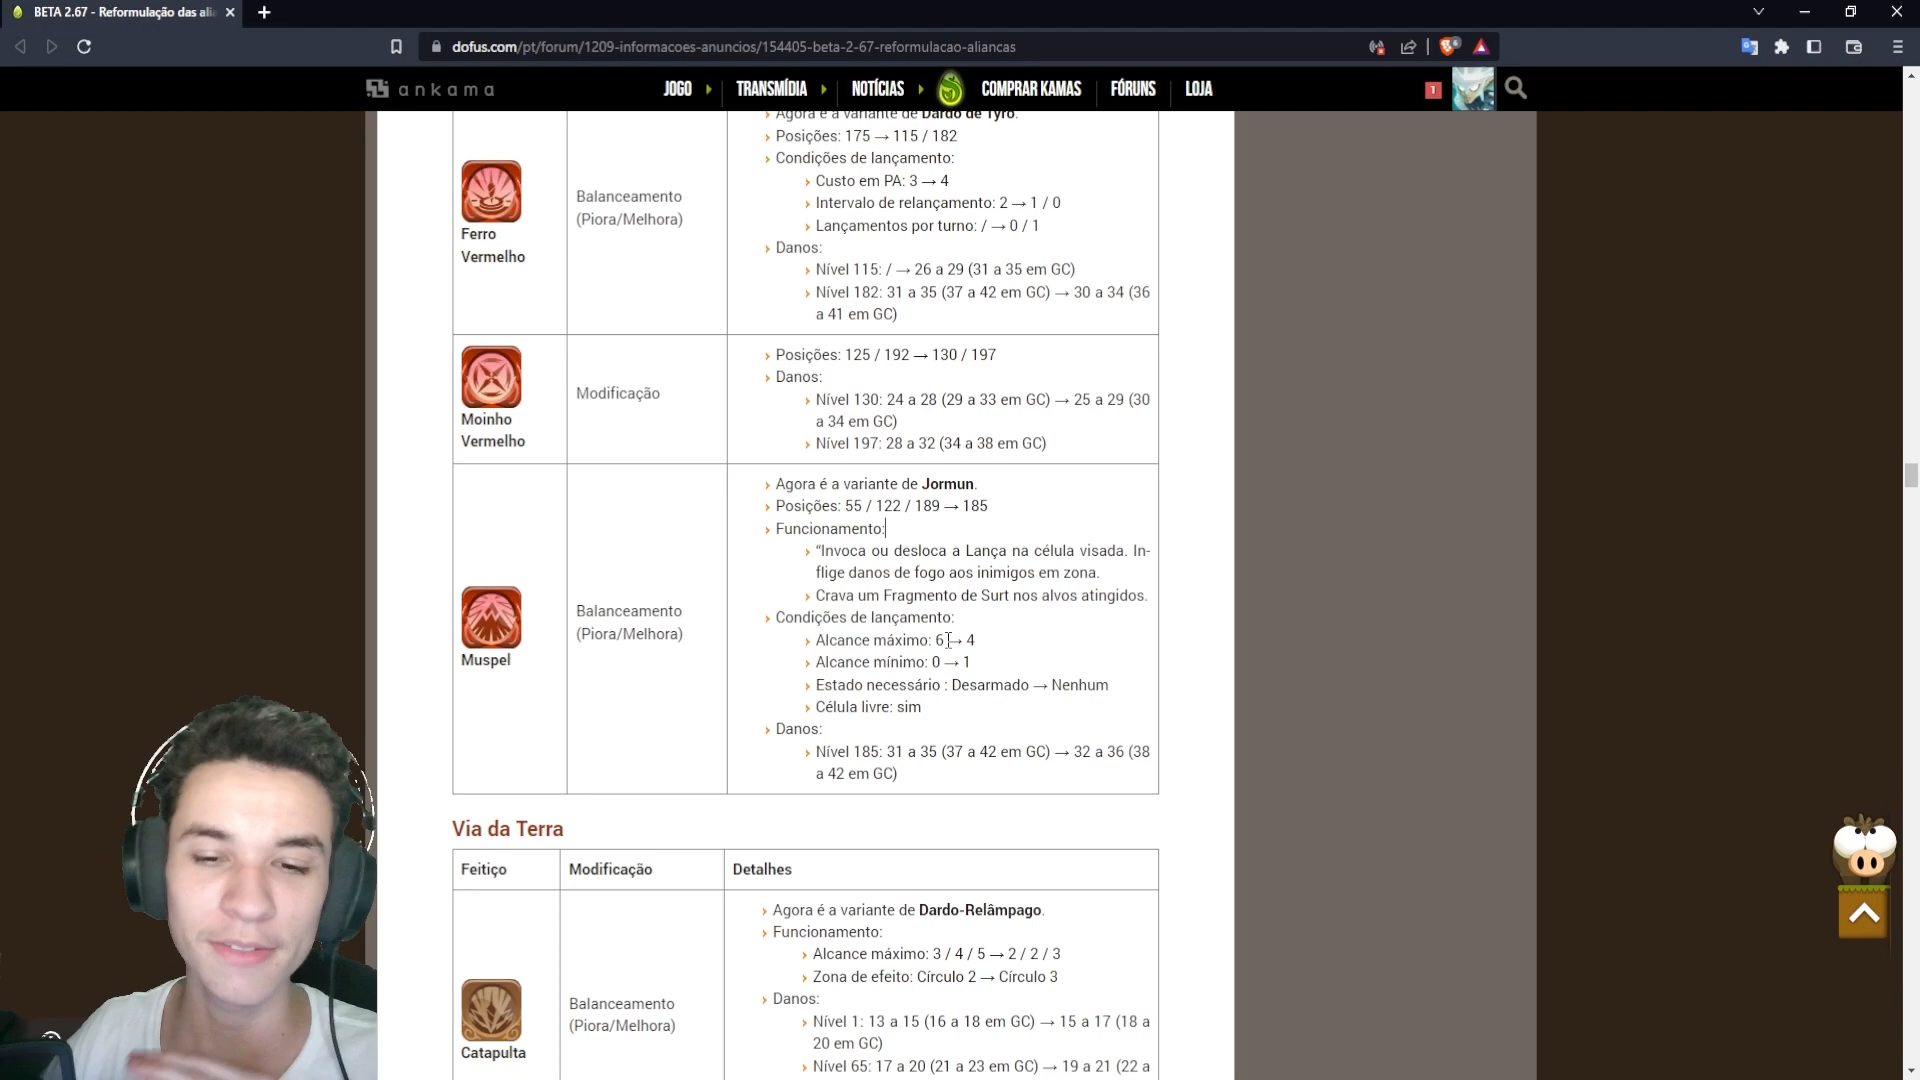 BETA 2.67 - Reformulação das alia
dofus.com/pt/forum/1209-informacoes-anuncios/154405-beta-2-67-reformulacao-aliancas
ankama
JOGO
TRANSMÍDIA
NOTÍCIAS
COMPRAR KAMAS
FÓRUNS
LOJA
1
Agora é a variante de Dardo de Tyro.
Posições: 175 → 115 / 182
Condições de lançamento:
Custo em PA: 3 → 4
Intervalo de relançamento: 2 → 1 / 0
Lançamentos por turno: / → 0 / 1
Danos:
Nível 115: / → 26 a 29 (31 a 35 em GC)
Nível 182: 31 a 35 (37 a 42 em GC) → 30 a 34 (36
a 41 em GC)
Balanceamento
(Piora/Melhora)
Ferro
Vermelho
Posições: 125 / 192 → 130 / 197
Danos:
Nível 130: 24 a 28 (29 a 33 em GC) → 25 a 29 (30
a 34 em GC)
Nível 197: 28 a 32 (34 a 38 em GC)
Modificação
Moinho
Vermelho
Agora é a variante de Jormun.
Posições: 55 / 122 / 189 → 185
Funcionamento:
“Invoca ou desloca a Lança na célula visada. In-
flige danos de fogo aos inimigos em zona.
Crava um Fragmento de Surt nos alvos atingidos.
Condições de lançamento:
Alcance máximo: 6 → 4
Alcance mínimo: 0 → 1
Estado necessário : Desarmado → Nenhum
Célula livre: sim
Danos:
Nível 185: 31 a 35 (37 a 42 em GC) → 32 a 36 (38
a 42 em GC)
Balanceamento
(Piora/Melhora)
Muspel
Via da Terra
Feitiço
Modificação
Detalhes
Agora é a variante de Dardo-Relâmpago.
Funcionamento:
Alcance máximo: 3 / 4 / 5 → 2 / 2 / 3
Zona de efeito: Círculo 2 → Círculo 3
Danos:
Nível 1: 13 a 15 (16 a 18 em GC) → 15 a 17 (18 a
20 em GC)
Nível 65: 17 a 20 (21 a 23 em GC) → 19 a 21 (22 a
Balanceamento
(Piora/Melhora)
Catapulta